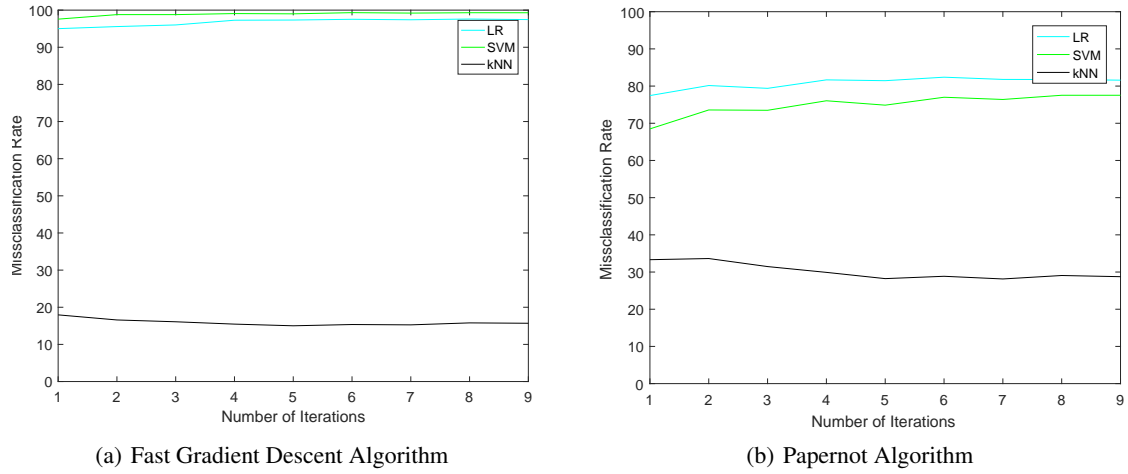 100
90
80
70
60
50
40
30
20
10
0
Missclassification Rate
LR
SVM
kNN
1 2 3 4 5 6 7 8 9
Number of Iterations
(a) Fast Gradient Descent Algorithm
100
90
80
70
60
50
40
30
20
10
0
Missclassification Rate
LR
SVM
kNN
1 2 3 4 5 6 7 8 9
Number of Iterations
(b) Papernot Algorithm